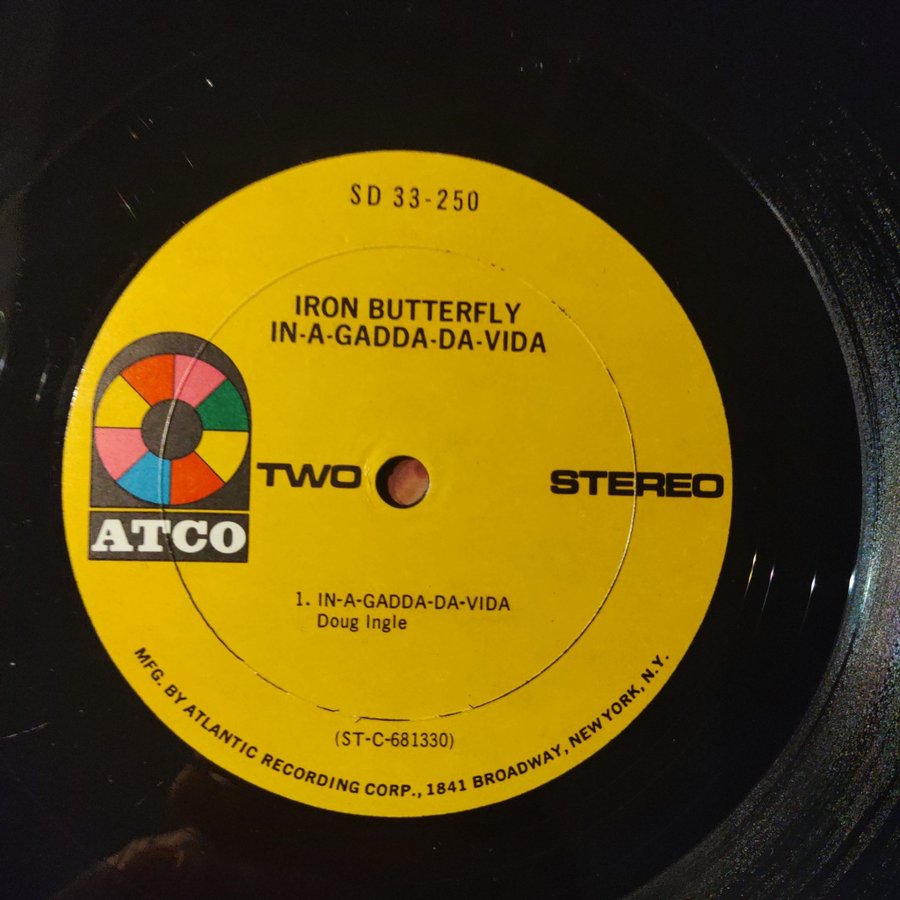 SD 33-250
IRON BUTTERFLY
IN-A-GADDA-DA-VIDA
TWO
STEREO
ATCO
1. IN-A-GADDA-DA-VIDA
Doug Ingle
(ST-C-681330)
MFG. BY ATLANTIC RECORDING CORP., 1841 BROADWAY, NEW YORK, N.Y.